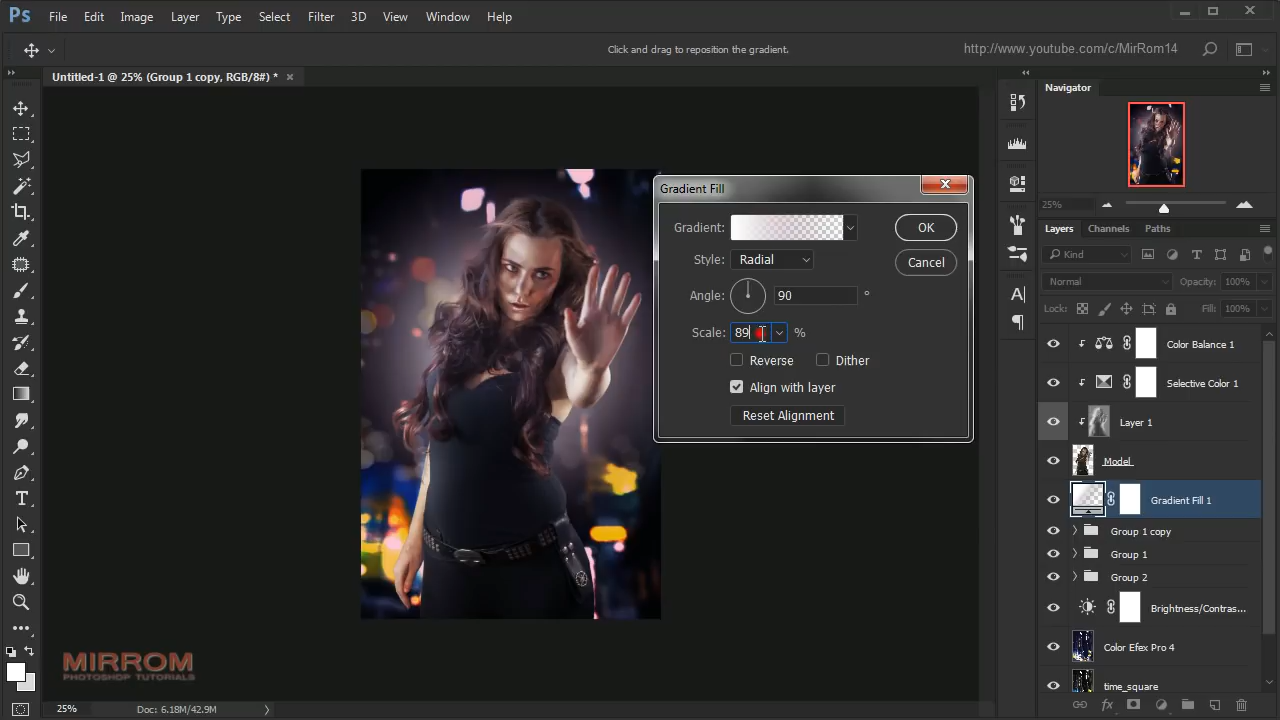 Ps File Edit Image Layer Type Select Filter 3D View Window Help
Click and drag to reposition the gradient. http://www.youtube.com/c/MirRom14
Untitled-1 @ 25% (Group 1 copy, RGB/8#) *
Navigator
25%
Gradient Fill
Gradient:
OK
Style: Radial
Cancel
Angle: 90 °
Scale: 89 %
Reverse Dither
Align with layer
Reset Alignment
Layers Channels Paths
Kind
Normal Opacity: 100%
Lock: Fill: 100%
Color Balance 1
Selective Color 1
Layer 1
Model
Gradient Fill 1
Group 1 copy
Group 1
Group 2
Brightness/Contras...
Color Efex Pro 4
time_square
MIRROM
PHOTOSHOP TUTORIALS
25% Doc: 6.18M/42.9M